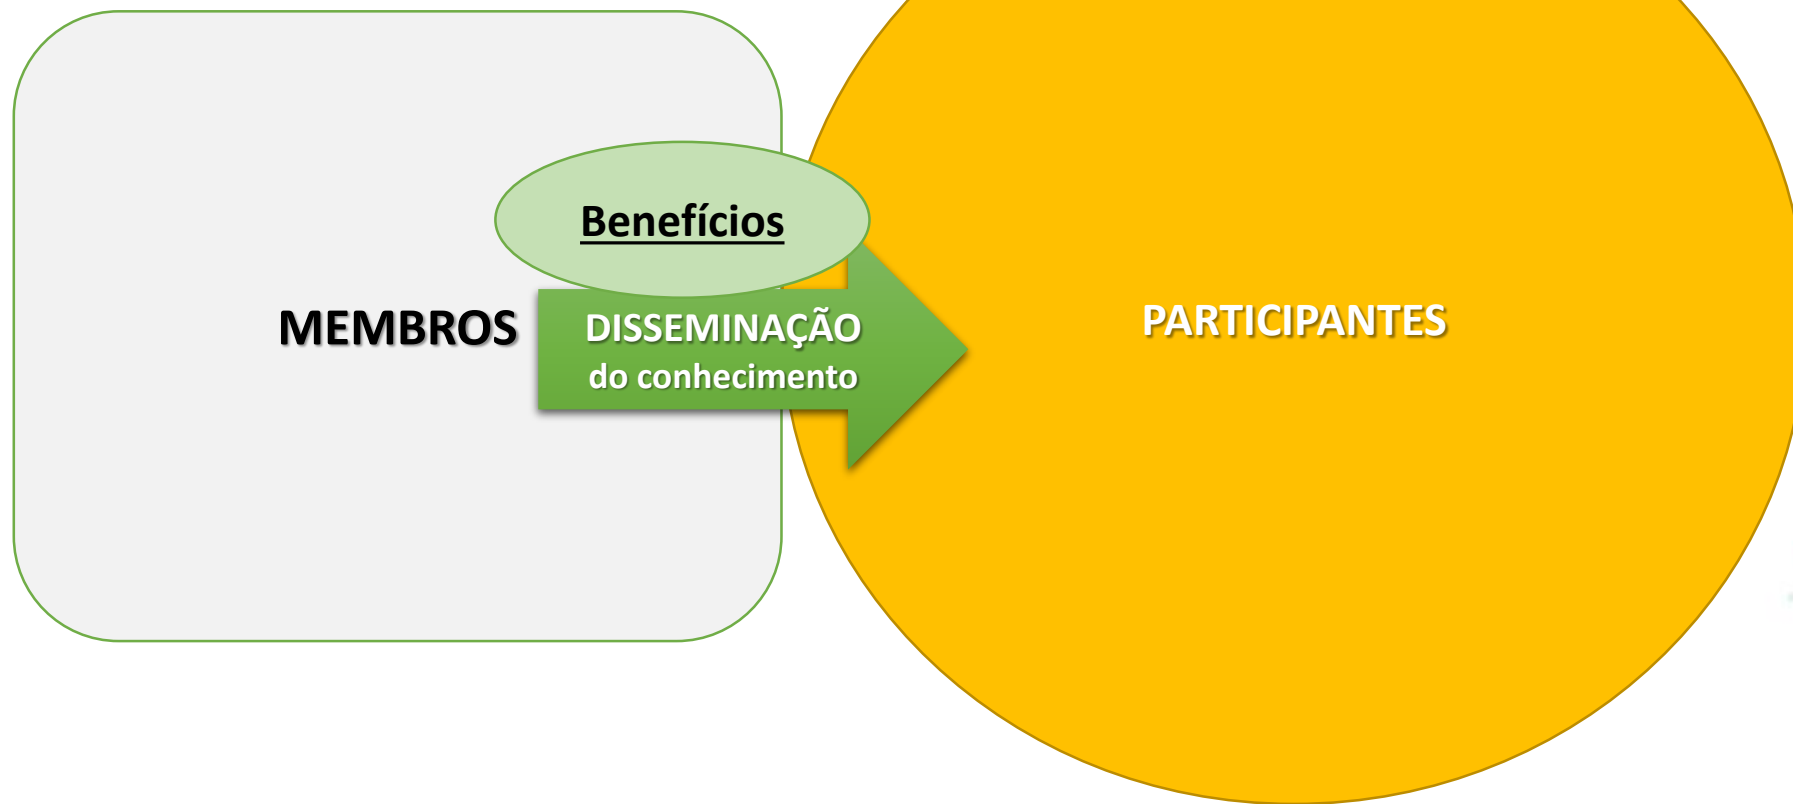 Benefícios
MEMBROS
DISSEMINAÇÃO
do conhecimento
PARTICIPANTES